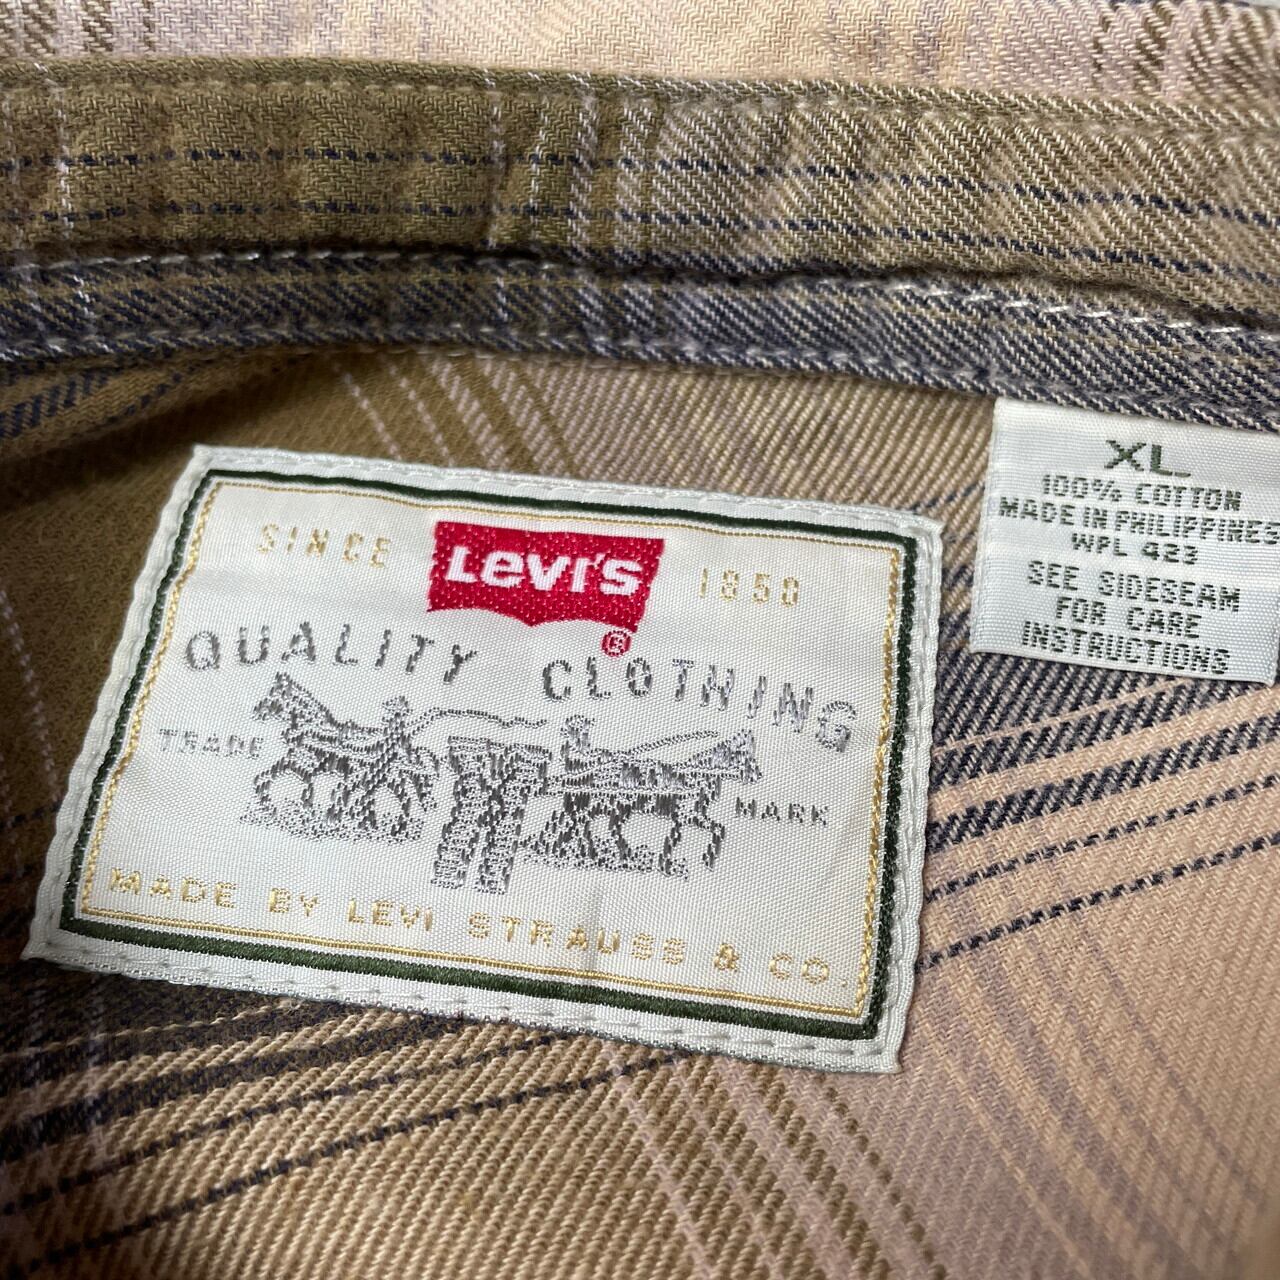 SINCE LEVI'S 1850
®
QUALITY CLOTHING
TRADE MARK
MADE BY LEVI STRAUSS & CO.
XL
100% COTTON
MADE IN PHILIPPINES
WPL 423
SEE SIDESEAM
FOR CARE
INSTRUCTIONS